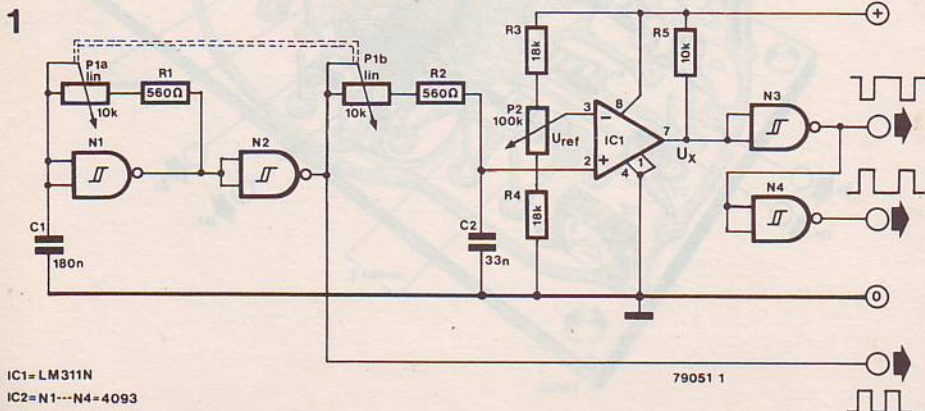 1
P1a
lin
10k
R1
560Ω
P1b
lin
10k
R2
560Ω
R3
18k
P2
100k
Uref
R4
18k
R5
10k
N1
N2
C1
180n
C2
33n
3
2
8
IC1
7
4
1
−
+
Ux
N3
N4
+
0
IC1= LM311N
IC2=N1---N4=4093
79051 1